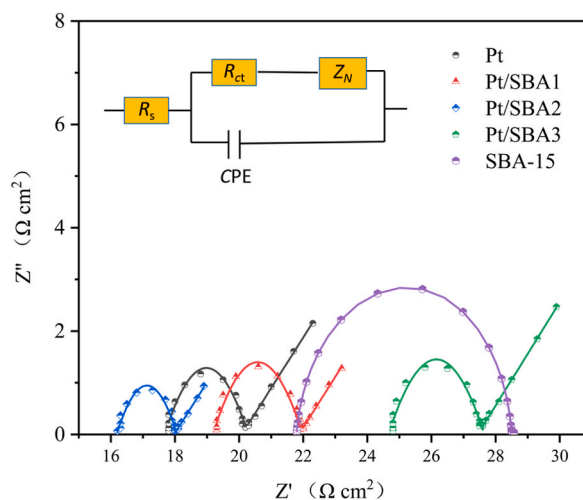 8
6
4
2
0
16
18
20
22
24
26
28
30
Z″ (Ω cm²)
Z' (Ω cm²)
Rs
Rct
ZN
CPE
Pt
Pt/SBA1
Pt/SBA2
Pt/SBA3
SBA-15